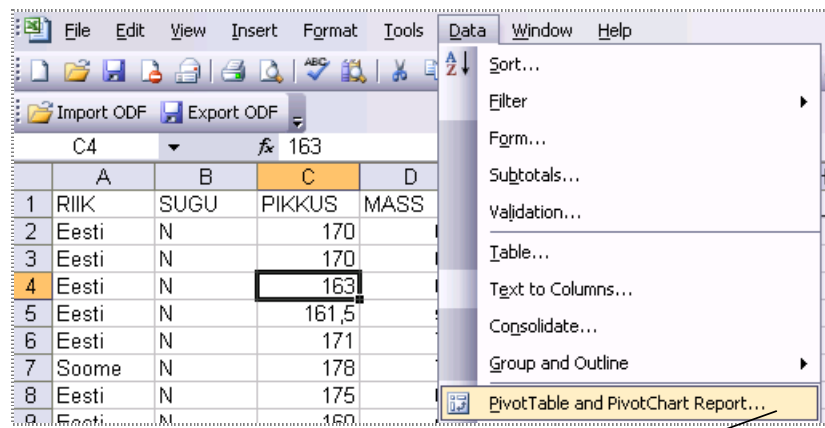 File Edit View Insert Format Tools Data Window Help
Import ODF Export ODF
C4 fx 163
A B C D
1 RIIK SUGU PIKKUS MASS
2 Eesti N 170
3 Eesti N 170
4 Eesti N 163
5 Eesti N 161,5
6 Eesti N 171
7 Soome N 178
8 Eesti N 175
Sort...
Filter
Form...
Subtotals...
Validation...
Table...
Text to Columns...
Consolidate...
Group and Outline
PivotTable and PivotChart Report...